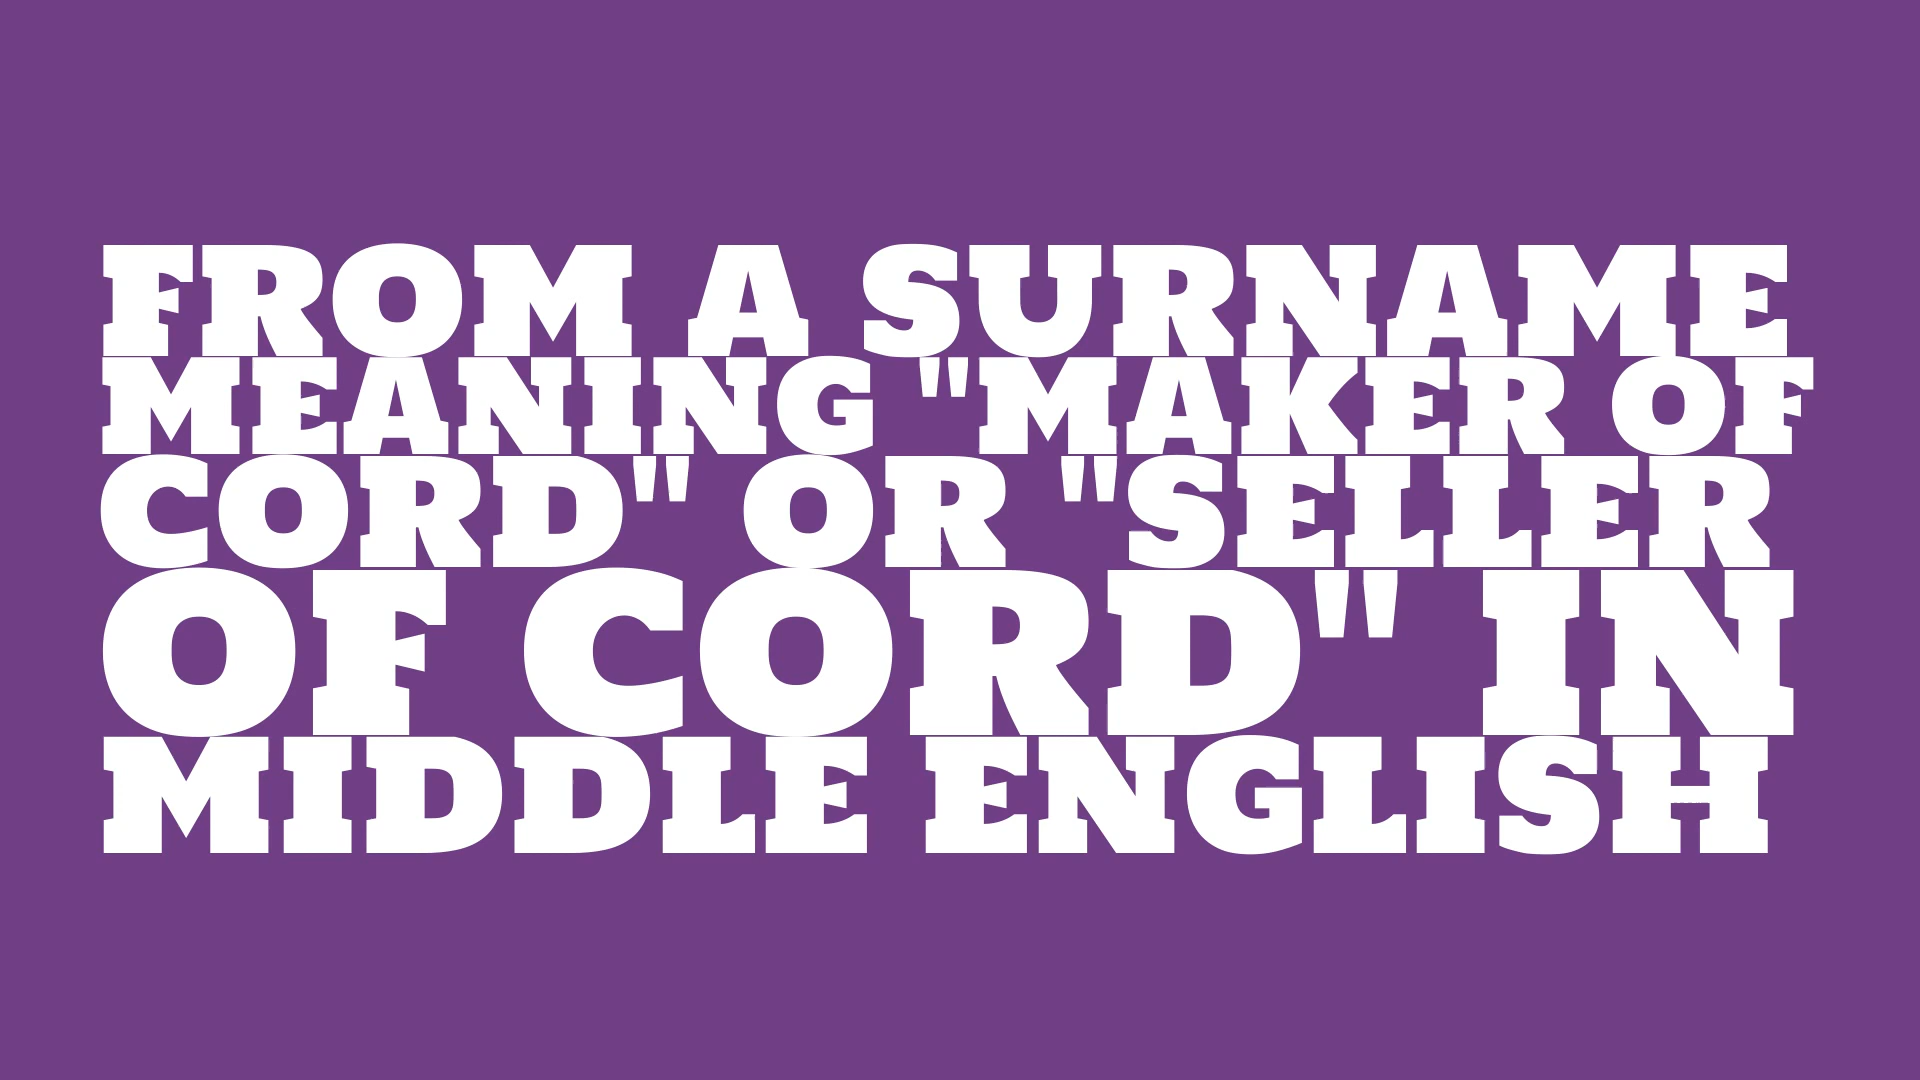 FROM A SURNAME
MEANING "MAKER OF
CORD" OR "SELLER
OF CORD" IN
MIDDLE ENGLISH